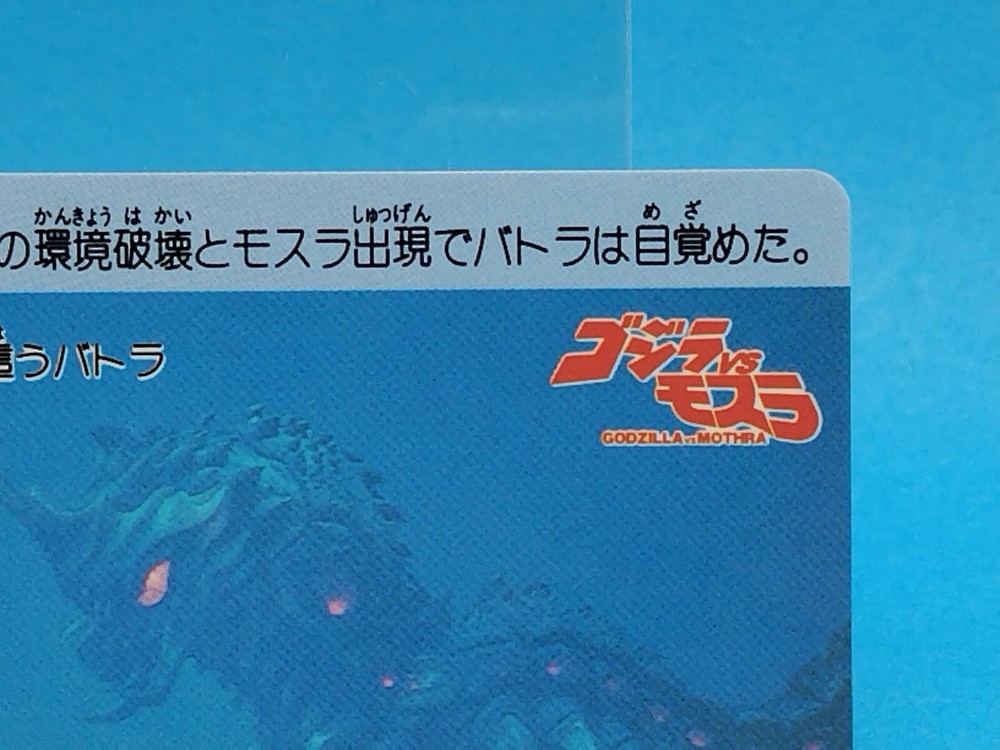 かんきょう は かい しゅつげん め ざ
の環境破壊とモスラ出現でバトラは目覚めた。
うバトラ
ゴジラVSモスラ
GODZILLA vs MOTHRA